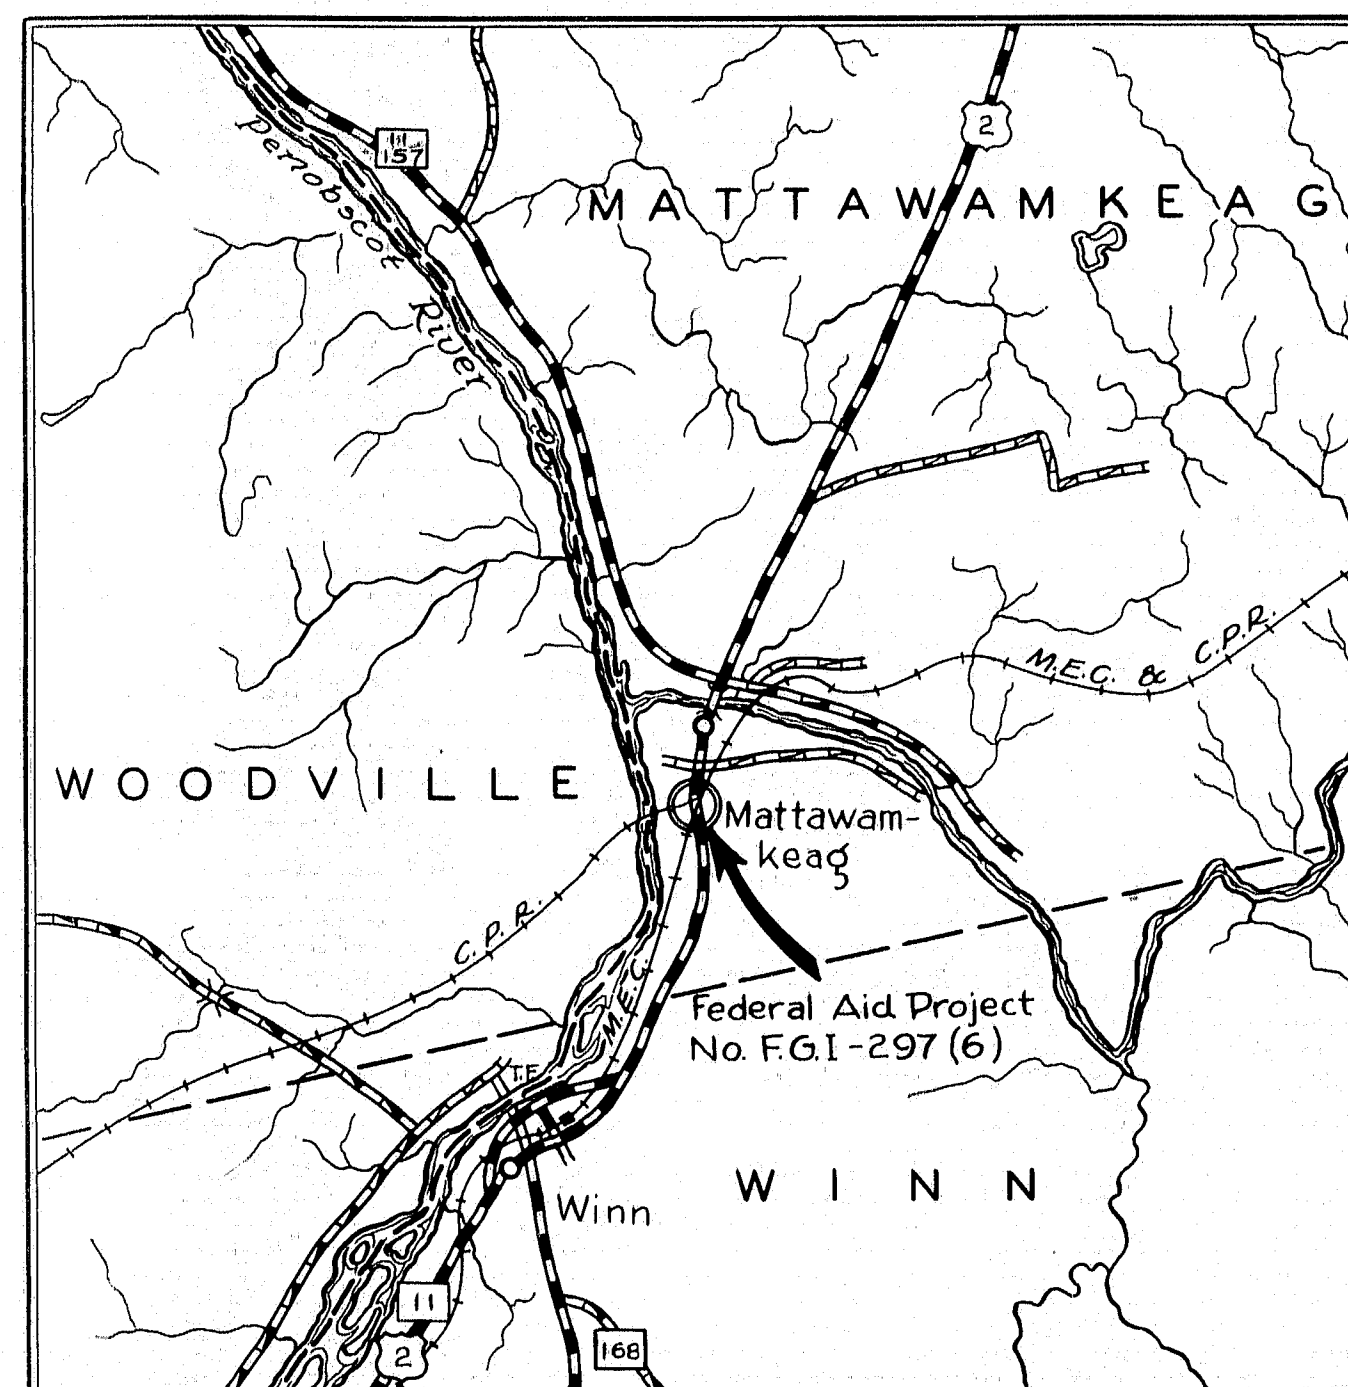 2
11
157
Penobscot
River
MATTAWAMKEAG
M.E.C. & C.P.R.
WOODVILLE
Mattawam-
keag
C.P.R.
M.E.C.
Federal Aid Project
No. F.G.I-297 (6)
T.F.
WINN
Winn
11
2
168